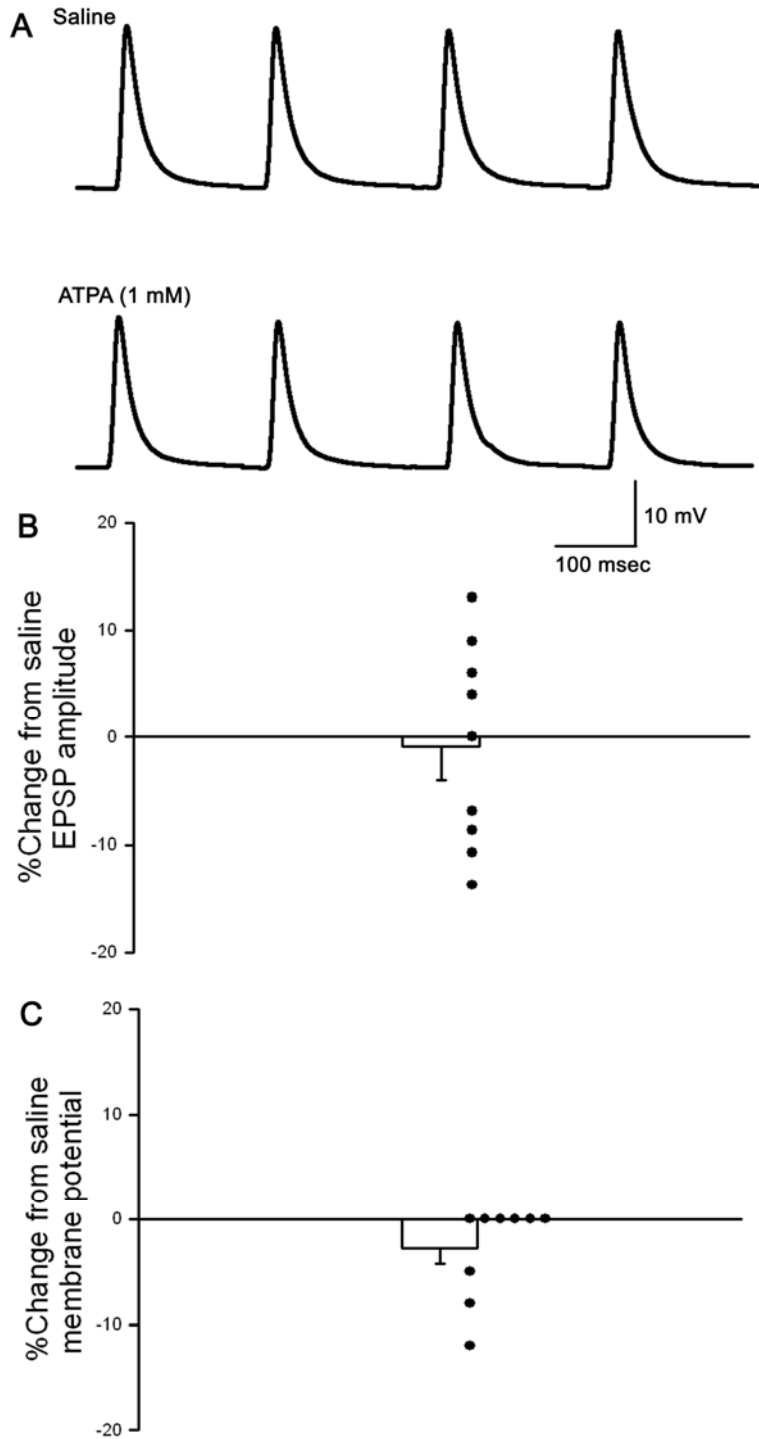 A
Saline
ATPA (1 mM)
10 mV
100 msec
B
%Change from saline
EPSP amplitude
20
10
0
-10
-20
C
%Change from saline
membrane potential
20
10
0
-10
-20